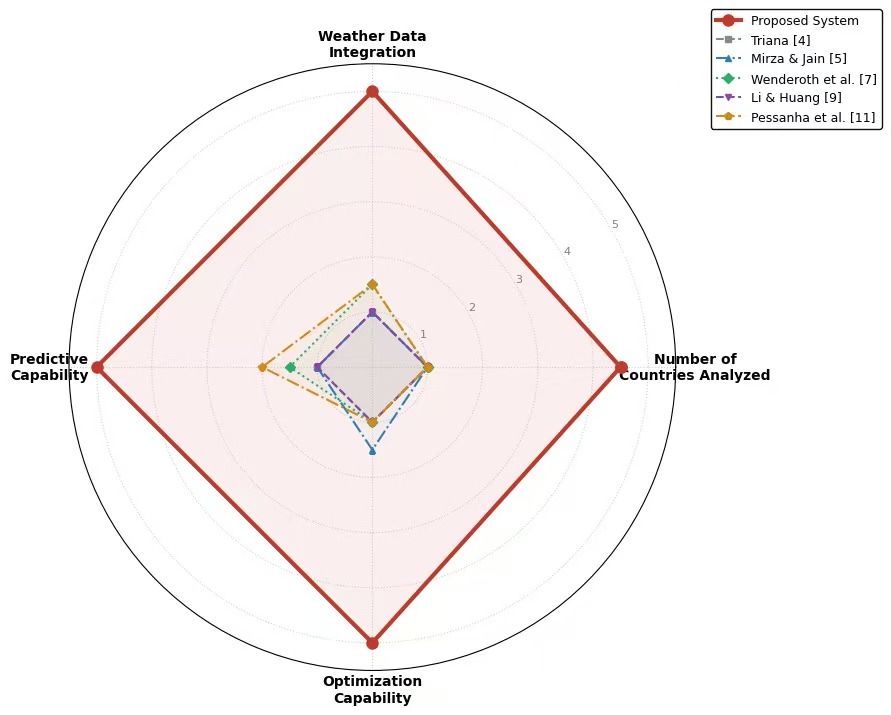 Weather Data
Integration
Proposed System
Triana [4]
Mirza & Jain [5]
Wenderoth et al. [7]
Li & Huang [9]
Pessanha et al. [11]
5
4
3
2
1
Predictive
Capability
Number of
Countries Analyzed
Optimization
Capability